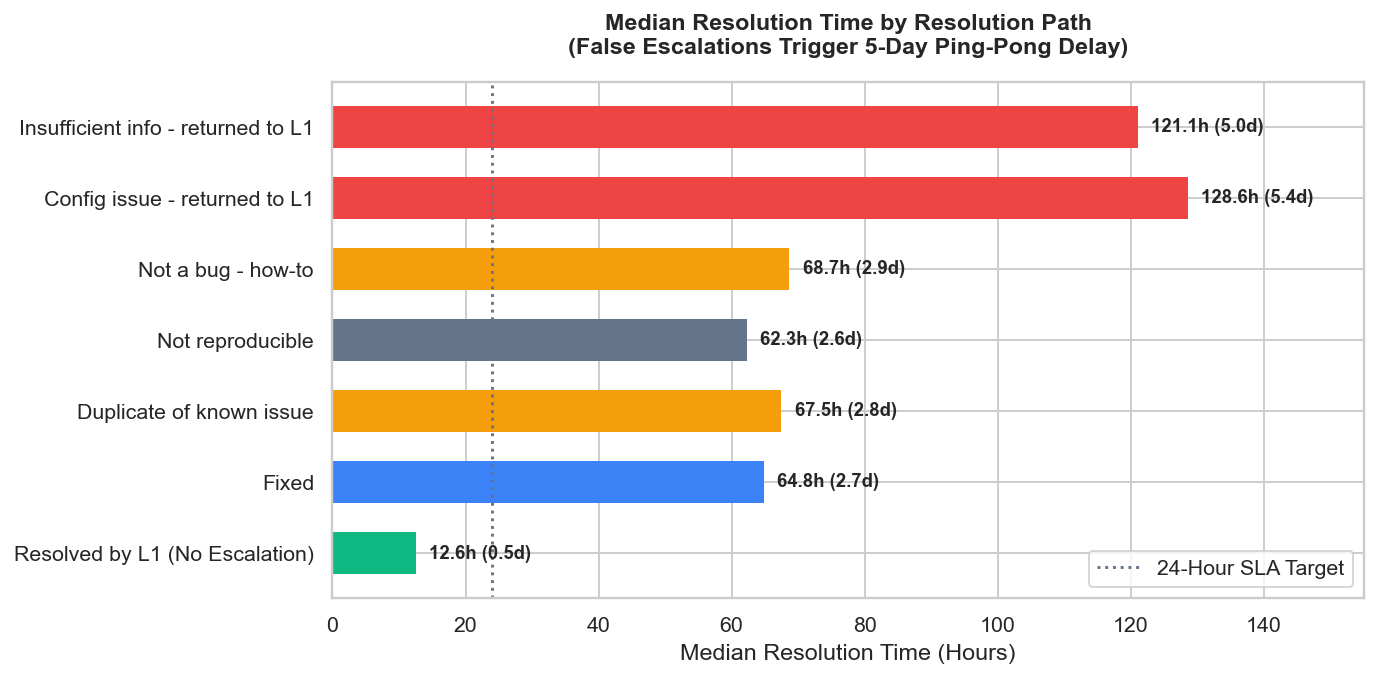 Median Resolution Time by Resolution Path
(False Escalations Trigger 5-Day Ping-Pong Delay)
Insufficient info - returned to L1
121.1h (5.0d)
Config issue - returned to L1
128.6h (5.4d)
Not a bug - how-to
68.7h (2.9d)
Not reproducible
62.3h (2.6d)
Duplicate of known issue
67.5h (2.8d)
Fixed
64.8h (2.7d)
Resolved by L1 (No Escalation)
12.6h (0.5d)
24-Hour SLA Target
0 20 40 60 80 100 120 140
Median Resolution Time (Hours)